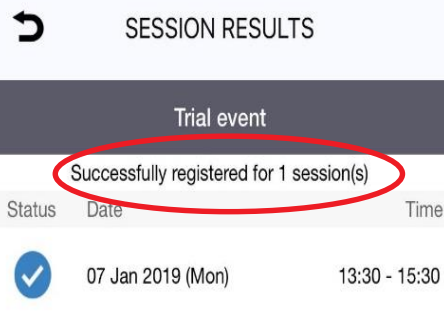 SESSION RESULTS
Trial event
Successfully registered for 1 session(s)
Status Date Time
07 Jan 2019 (Mon) 13:30 - 15:30